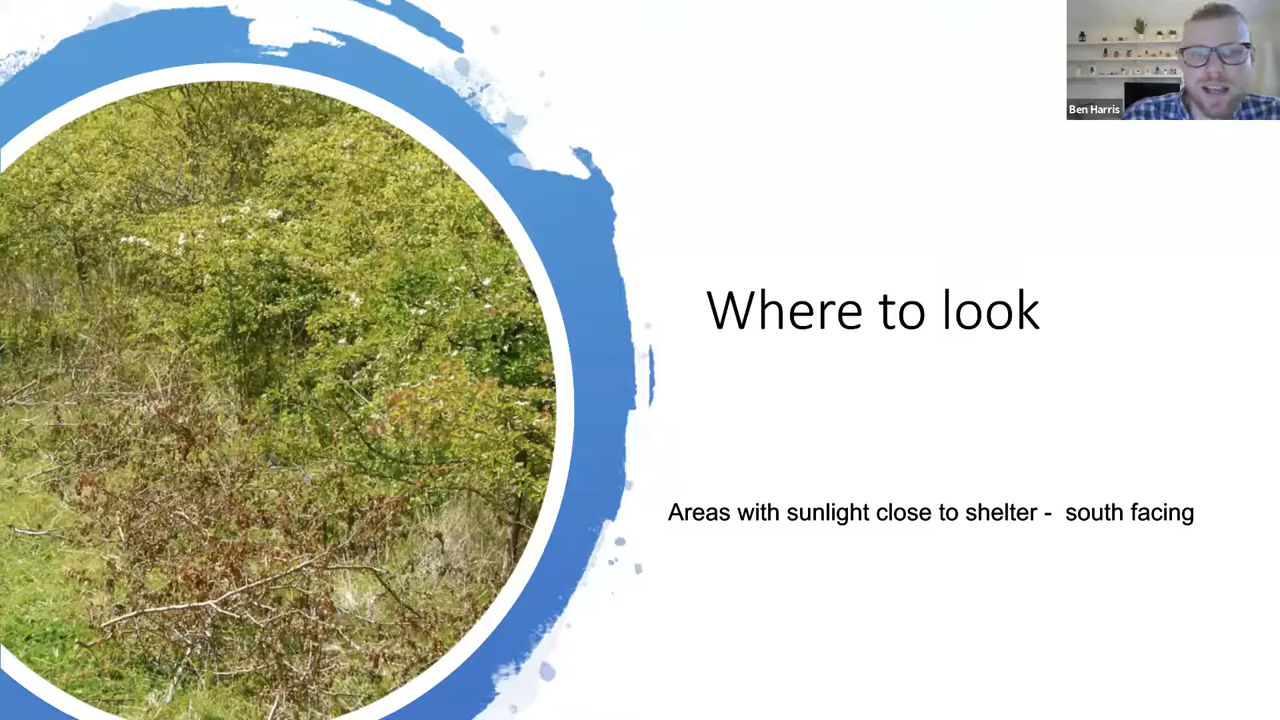 Ben Harris
Where to look
Areas with sunlight close to shelter -  south facing